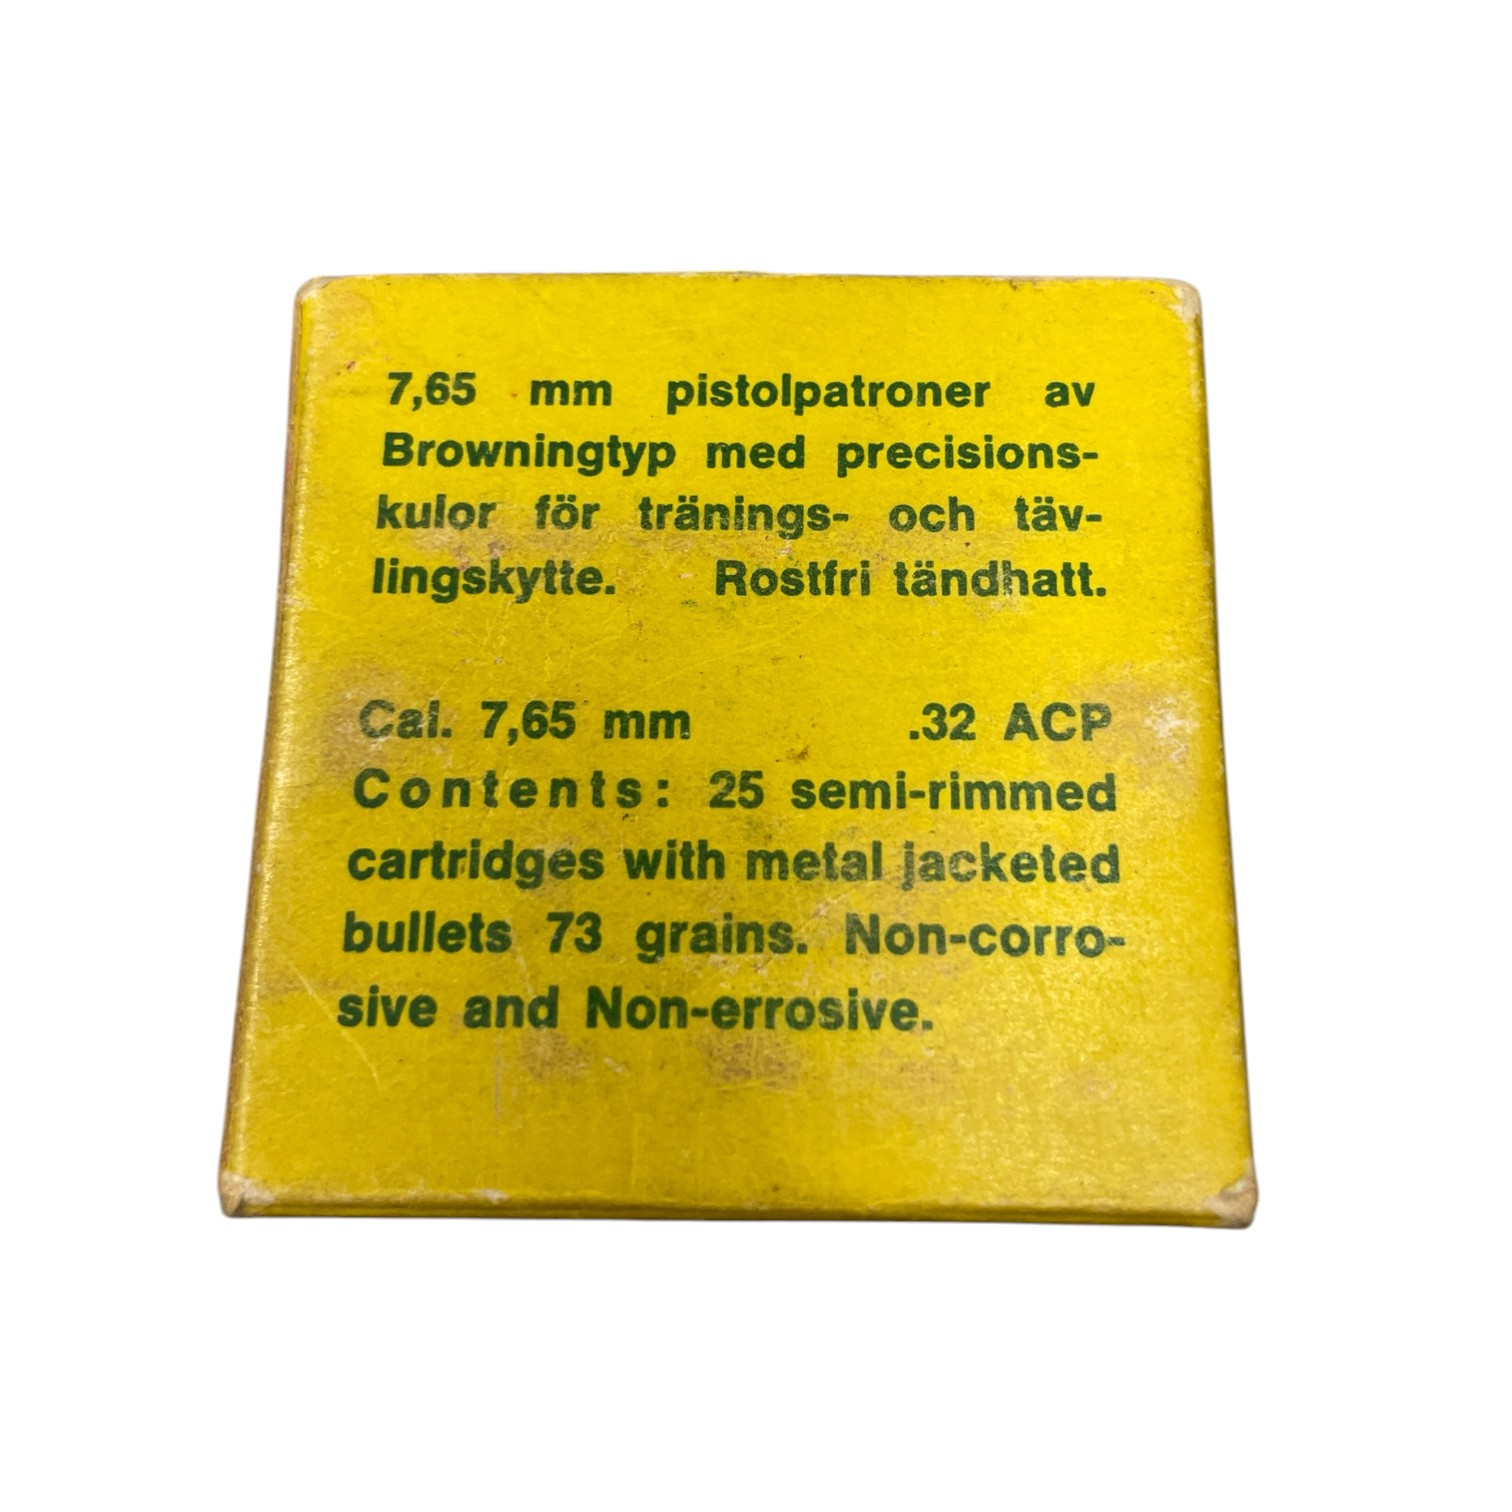 7,65 mm pistolpatroner av
Browningtyp med precisions-
kulor för tränings- och täv-
lingskytte. Rostfri tändhatt.
Cal. 7,65 mm .32 ACP
Contents: 25 semi-rimmed
cartridges with metal jacketed
bullets 73 grains. Non-corro-
sive and Non-errosive.